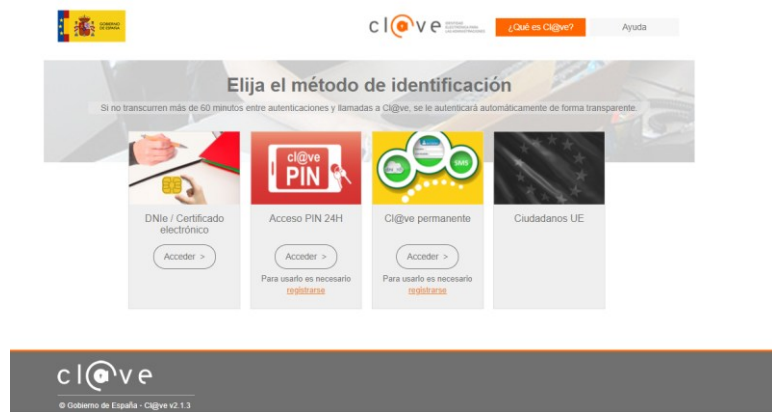 GOBIERNO
DE ESPAÑA
cl@ve
¿Qué es Cl@ve?
Ayuda
Elija el método de identificación
Si no transcurren más de 60 minutos entre autenticaciones y llamadas a Cl@ve, se le autenticará automáticamente de forma transparente.
cl@ve
PIN
SMS
DNIe / Certificado
electrónico
Acceso PIN 24H
Cl@ve permanente
Ciudadanos UE
Acceder >
Acceder >
Acceder >
Para usarlo es necesario
registrarse
Para usarlo es necesario
registrarse
cl@ve
© Gobierno de España - Cl@ve v2.1.3